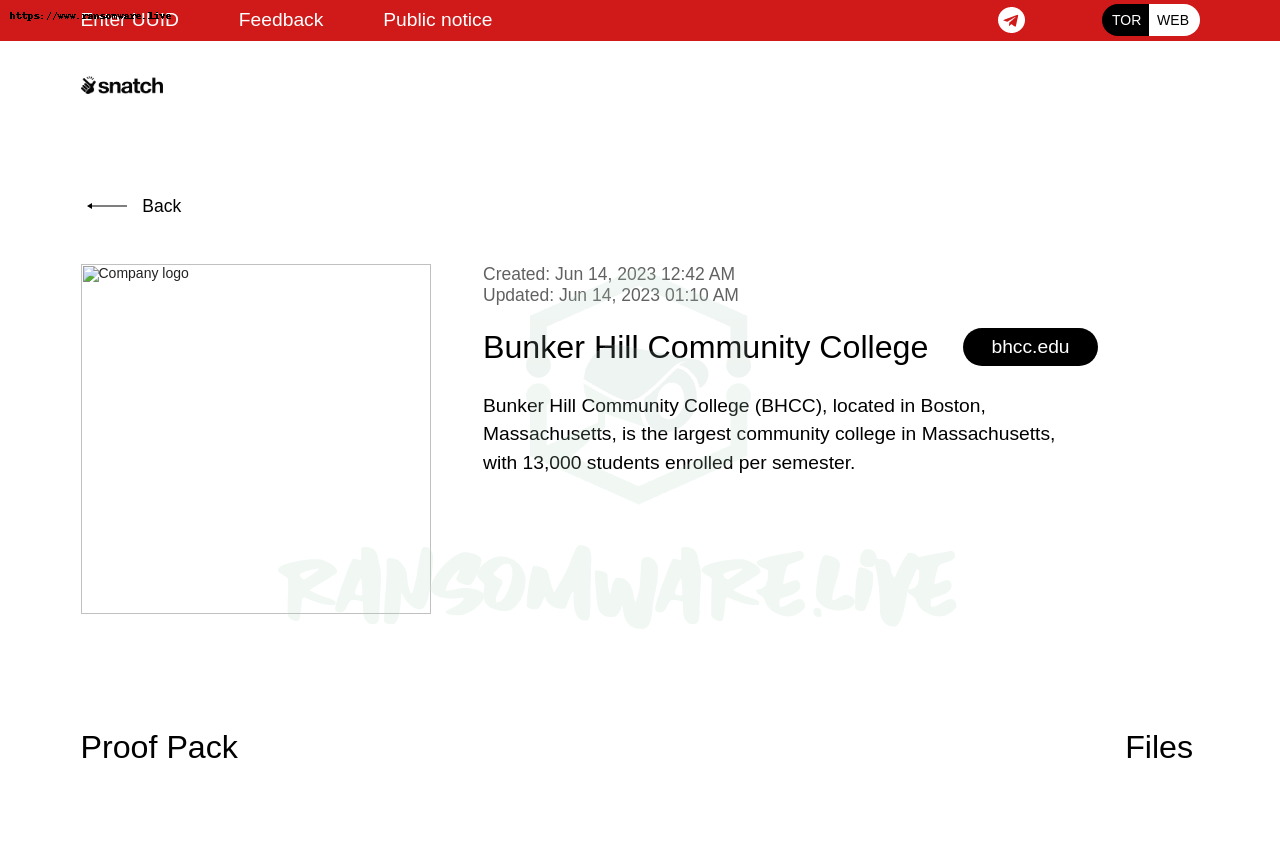 https://www.ransomware.live
Enter UUID Feedback Public notice TOR WEB
snatch
Back
Company logo
Created: Jun 14, 2023 12:42 AM
Updated: Jun 14, 2023 01:10 AM
Bunker Hill Community College bhcc.edu
Bunker Hill Community College (BHCC), located in Boston,
Massachusetts, is the largest community college in Massachusetts,
with 13,000 students enrolled per semester.
RANSOMWARE.LIVE
Proof Pack Files